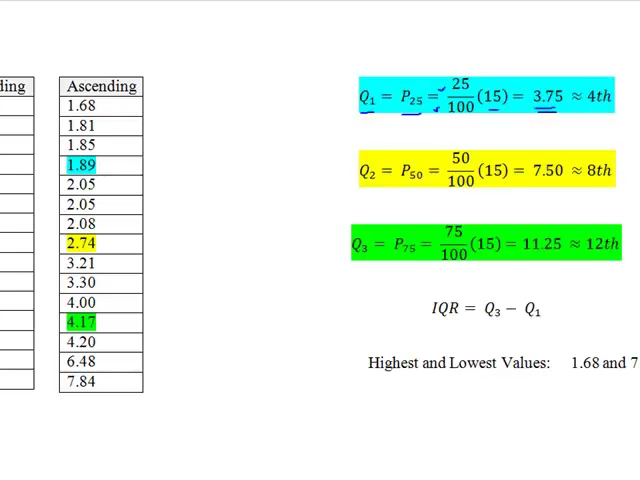 ding
Ascending
1.68
1.81
1.85
1.89
2.05
2.05
2.08
2.74
3.21
3.30
4.00
4.17
4.20
6.48
7.84
Q₁ = P₂₅ = 25/100 (15) = 3.75 ≈ 4th
Q₂ = P₅₀ = 50/100 (15) = 7.50 ≈ 8th
Q₃ = P₇₅ = 75/100 (15) = 11.25 ≈ 12th
IQR = Q₃ − Q₁
Highest and Lowest Values: 1.68 and 7